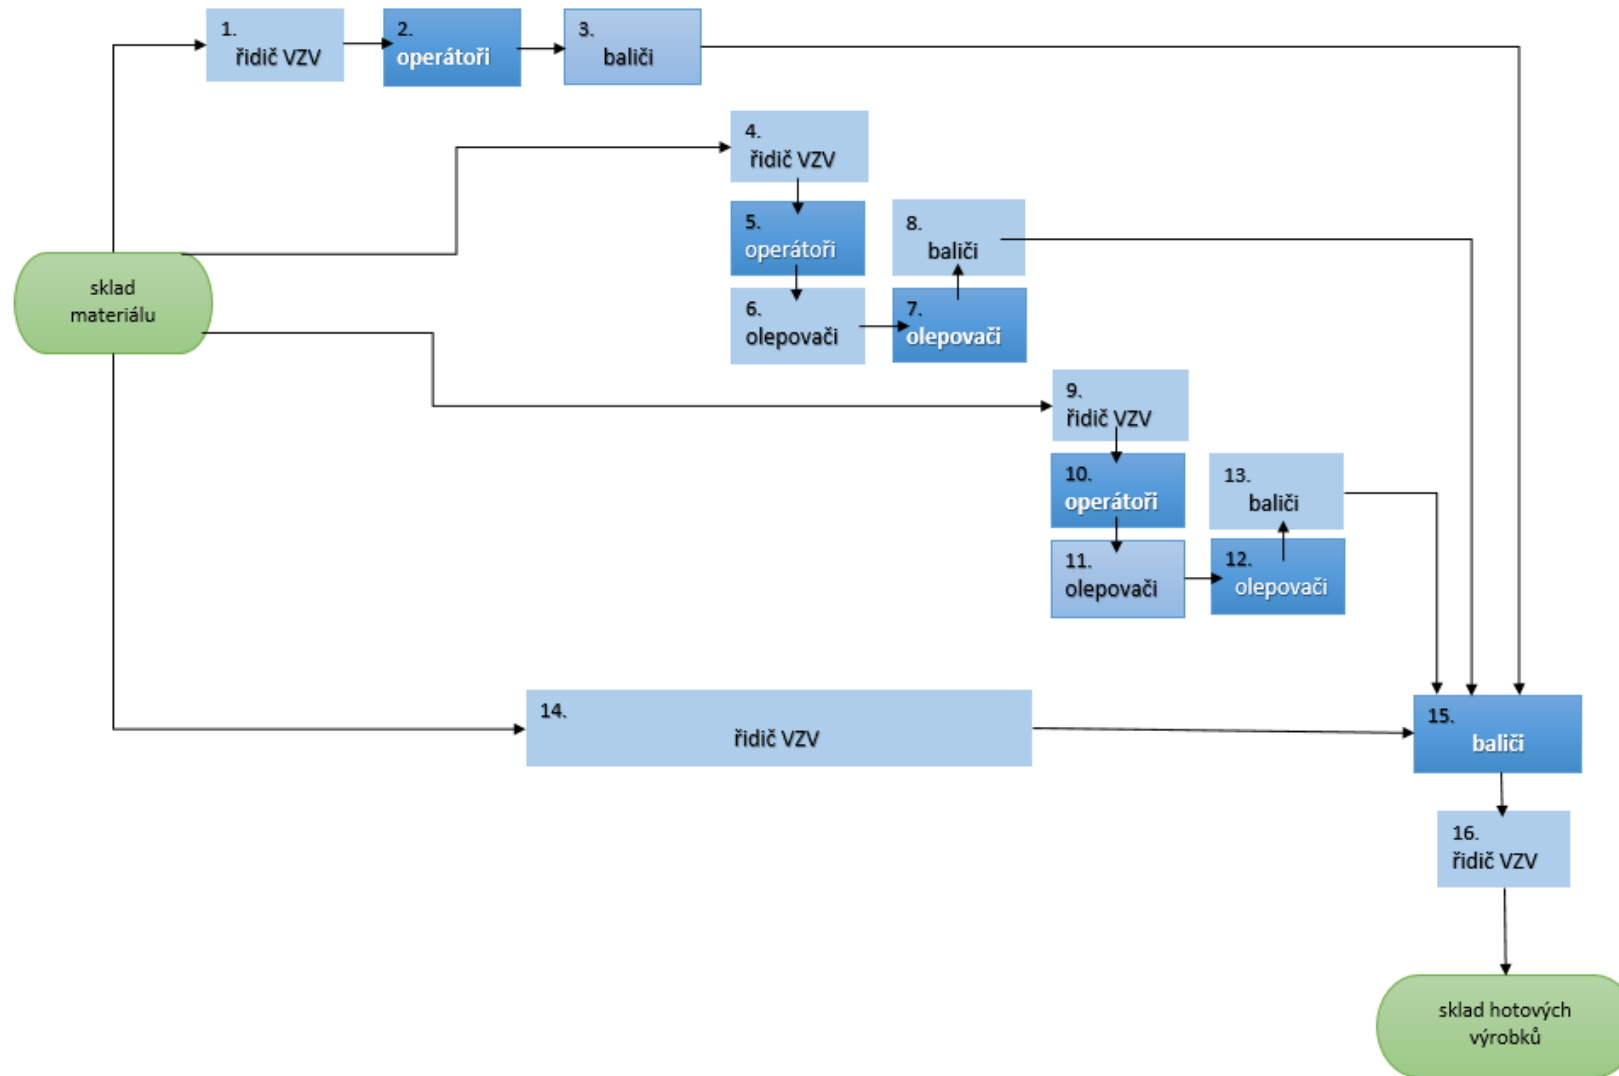 1.
řidič VZV
2.
operátoři
3.
baliči
4.
řidič VZV
5.
operátoři
6.
olepovači
7.
olepovači
8.
baliči
sklad
materiálu
9.
řidič VZV
10.
operátoři
11.
olepovači
12.
olepovači
13.
baliči
14.
řidič VZV
15.
baliči
16.
řidič VZV
sklad hotových
výrobků